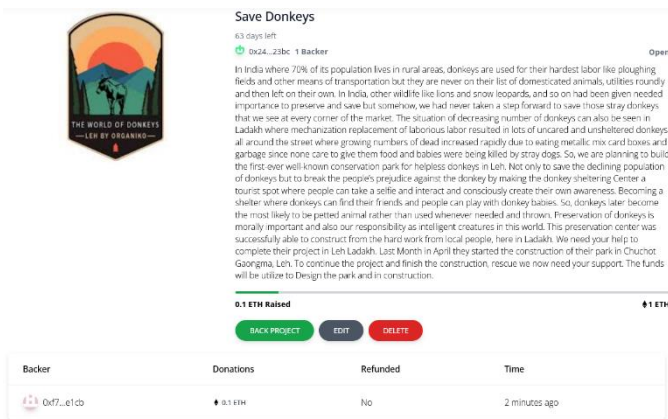 Save Donkeys
63 days left
0x24...23bc 1 Backer Open
In India where 70% of its population lives in rural areas, donkeys are used for their hardest labor like ploughing
fields and other means of transportation but they are never on their list of domesticated animals, utilities roundly
and then left on their own. In India, other wildlife like lions and snow leopards, and so on had been given needed
importance to preserve and save but somehow, we had never taken a step forward to save those stray donkeys
that we see at every corner of the market. The situation of decreasing number of donkeys can also be seen in
Ladakh where mechanization replacement of laborious labor resulted in lots of uncared and unsheltered donkeys
all around the street where growing numbers of dead increased rapidly due to eating metallic mix card boxes and
garbage since none care to give them food and babies were being killed by stray dogs. So, we are planning to build
the first-ever well-known conservation park for helpless donkeys in Leh. Not only to save the declining population
of donkeys but to break the people's prejudice against the donkey by making the donkey sheltering Center a
tourist spot where people can take a selfie and interact and consciously create their own awareness. Becoming a
shelter where donkeys can find their friends and people can play with donkey babies. So, donkeys later become
the most likely to be petted animal rather than used whenever needed and thrown. Preservation of donkeys is
morally important and also our responsibility as intelligent creatures in this world. This preservation center was
successfully able to construct from the hard work from local people, here in Ladakh. We need your help to
complete their project in Leh Ladakh. Last Month in April they started the construction of their park in Chuchot
Gaongma, Leh. To continue the project and finish the construction, rescue we now need your support. The funds
will be utilize to Design the park and in construction.
THE WORLD OF DONKEYS
LEH BY ORGANIKO
0.1 ETH Raised 1 ETH
BACK PROJECT EDIT DELETE
Backer Donations Refunded Time
0xf7...e1cb 0.1 ETH No 2 minutes ago